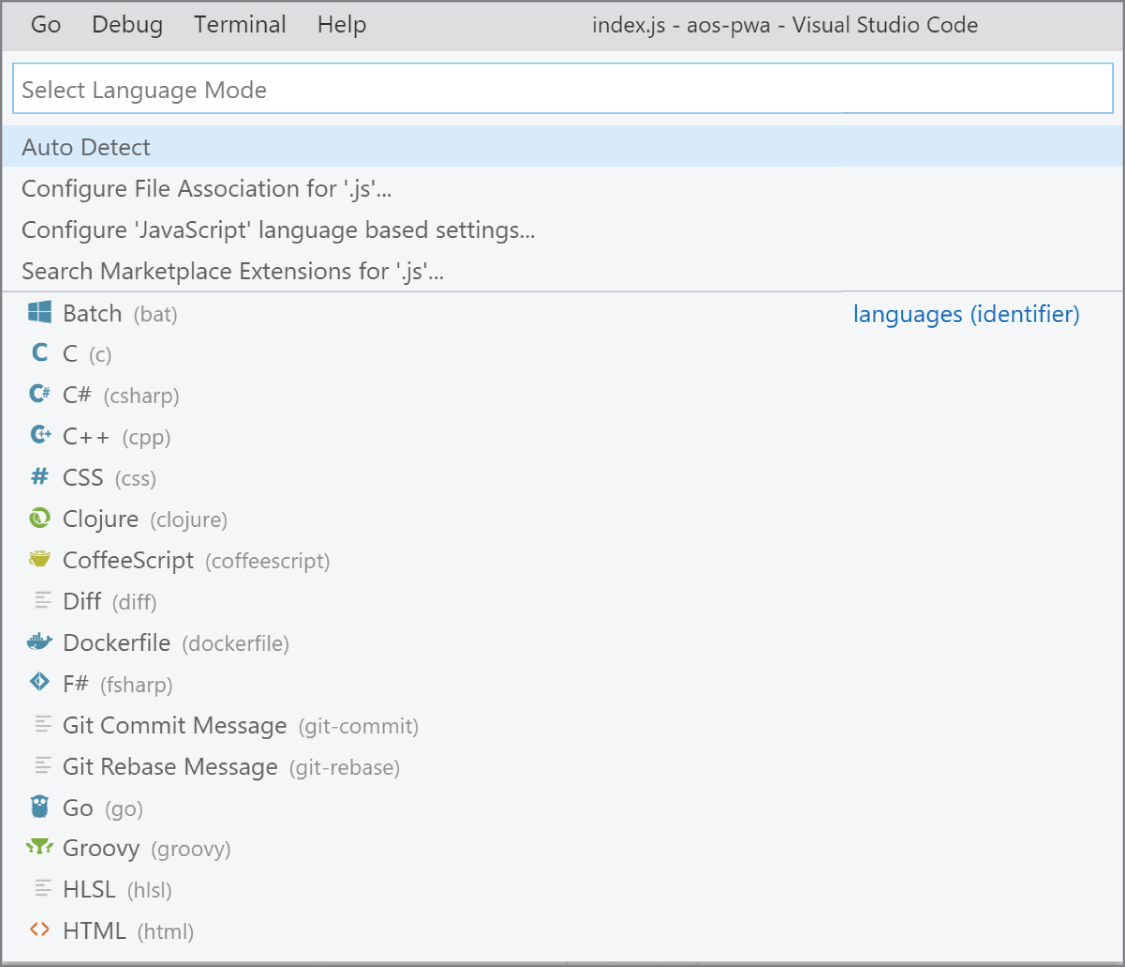 Go Debug Terminal Help index.js - aos-pwa - Visual Studio Code
Select Language Mode
Auto Detect
Configure File Association for '.js'...
Configure 'JavaScript' language based settings...
Search Marketplace Extensions for '.js'...
Batch (bat) languages (identifier)
C C (c)
C# C# (csharp)
C+ C++ (cpp)
# CSS (css)
Clojure (clojure)
CoffeeScript (coffeescript)
Diff (diff)
Dockerfile (dockerfile)
F# (fsharp)
Git Commit Message (git-commit)
Git Rebase Message (git-rebase)
Go (go)
Groovy (groovy)
HLSL (hlsl)
<> HTML (html)